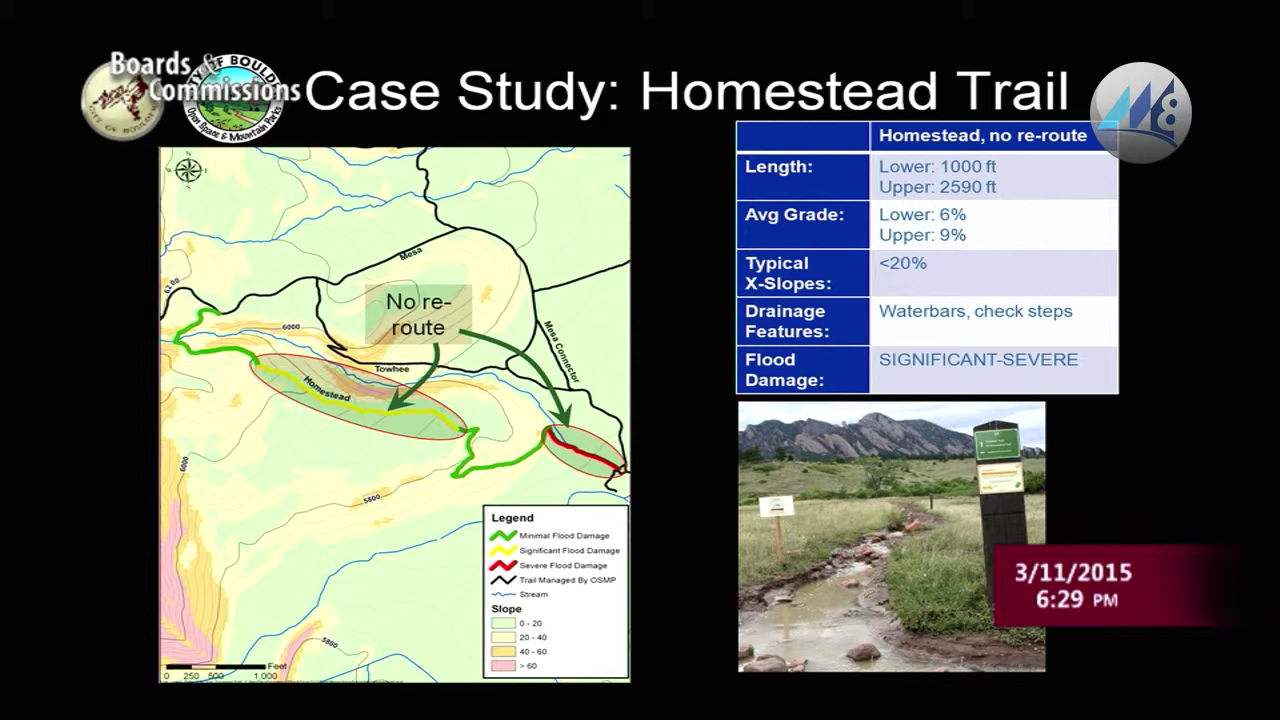 Boards &
Commissions
CITY OF BOULDER
Open Space & Mountain Parks
Case Study: Homestead Trail
M8
Homestead, no re-route
Length:
Lower: 1000 ft
Upper: 2590 ft
Avg Grade:
Lower: 6%
Upper: 9%
Typical
X-Slopes:
<20%
Drainage
Features:
Waterbars, check steps
Flood
Damage:
SIGNIFICANT-SEVERE
N
Mesa
6000
No re-
route
Mesa Connector
Towhee
Homestead
6000
5800
5800
Legend
Minimal Flood Damage
Significant Flood Damage
Severe Flood Damage
Trail Managed By OSMP
Stream
Slope
0 - 20
20 - 40
40 - 60
> 60
Feet
0 250 500 1,000
3/11/2015
6:29 PM